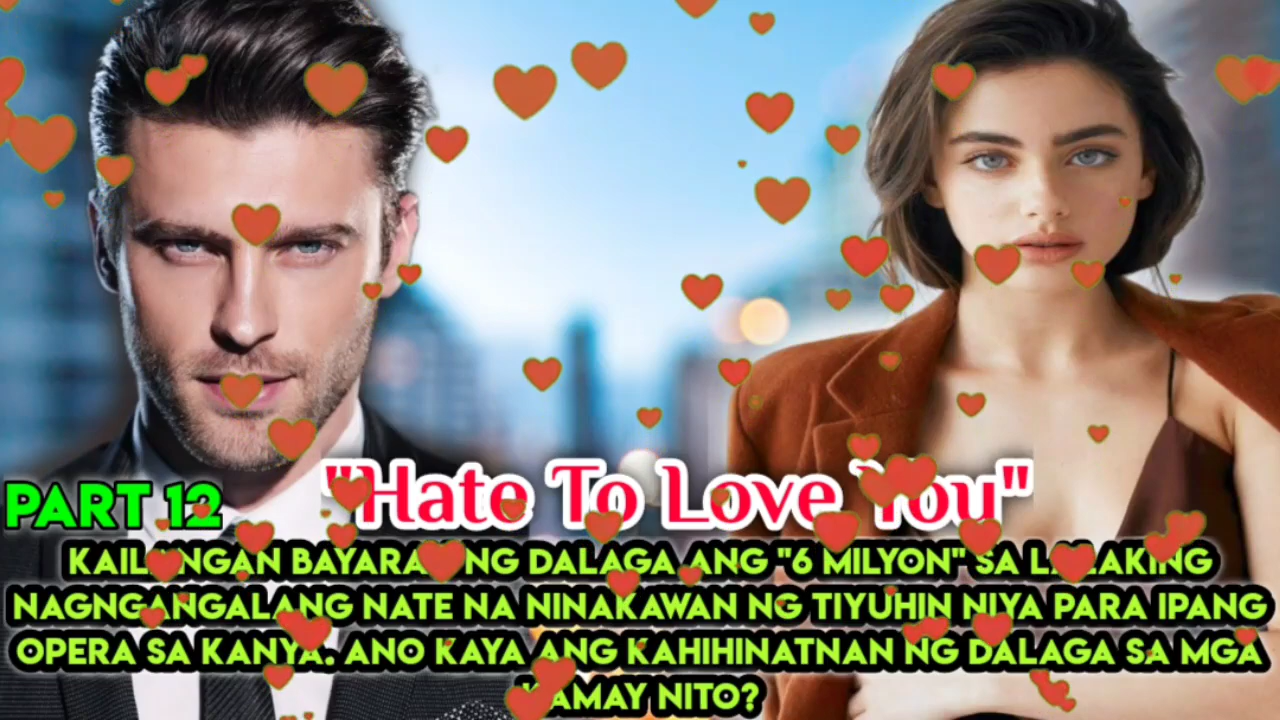 PART 12
"Hate To Love You"
KAILANGAN BAYARAN NG DALAGA ANG "6 MILYON" SA LALAKING
NAGNGANGALANG NATE NA NINAKAWAN NG TIYUHIN NIYA PARA IPANG
OPERA SA KANYA. ANO KAYA ANG KAHIHINATNAN NG DALAGA SA MGA
KAMAY NITO?